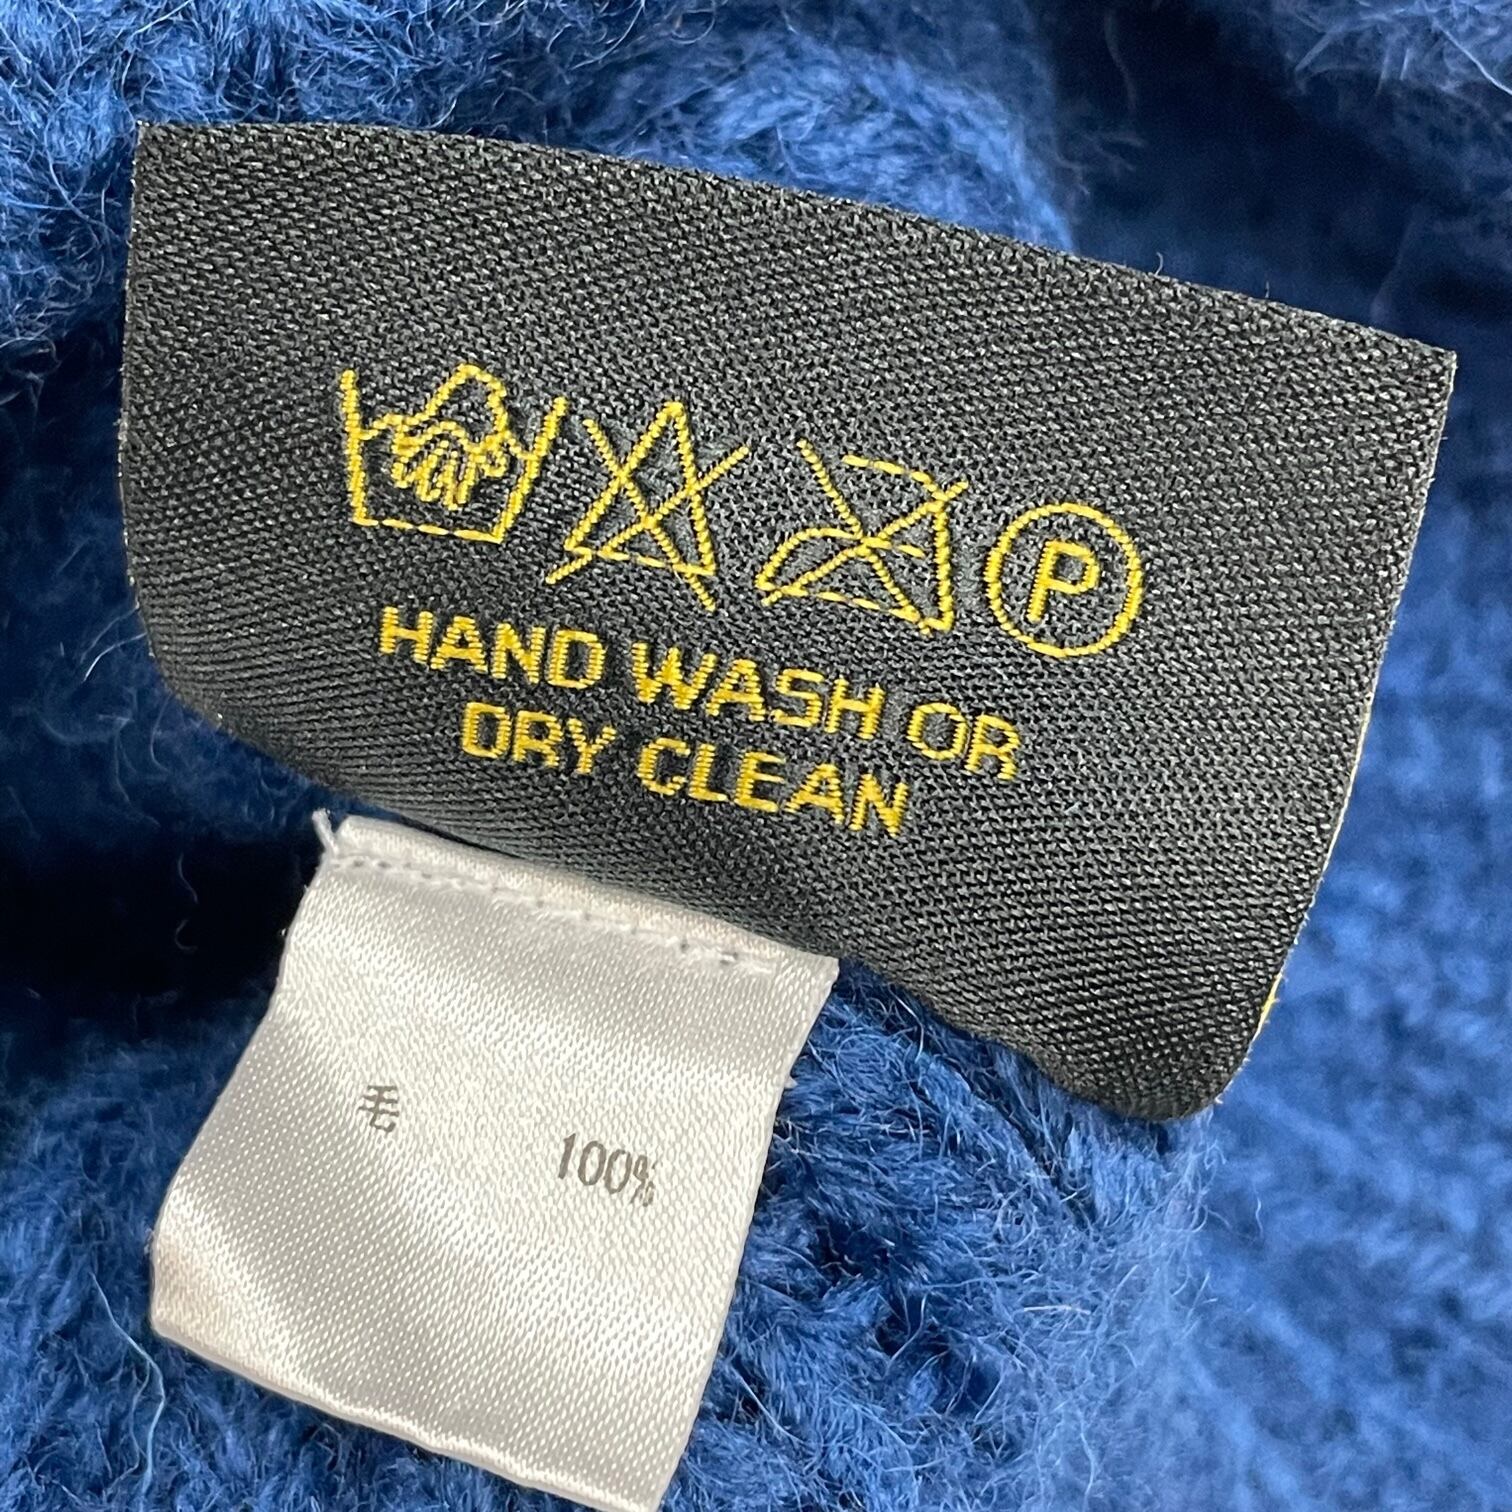 P
HAND WASH OR
DRY CLEAN
毛 100%